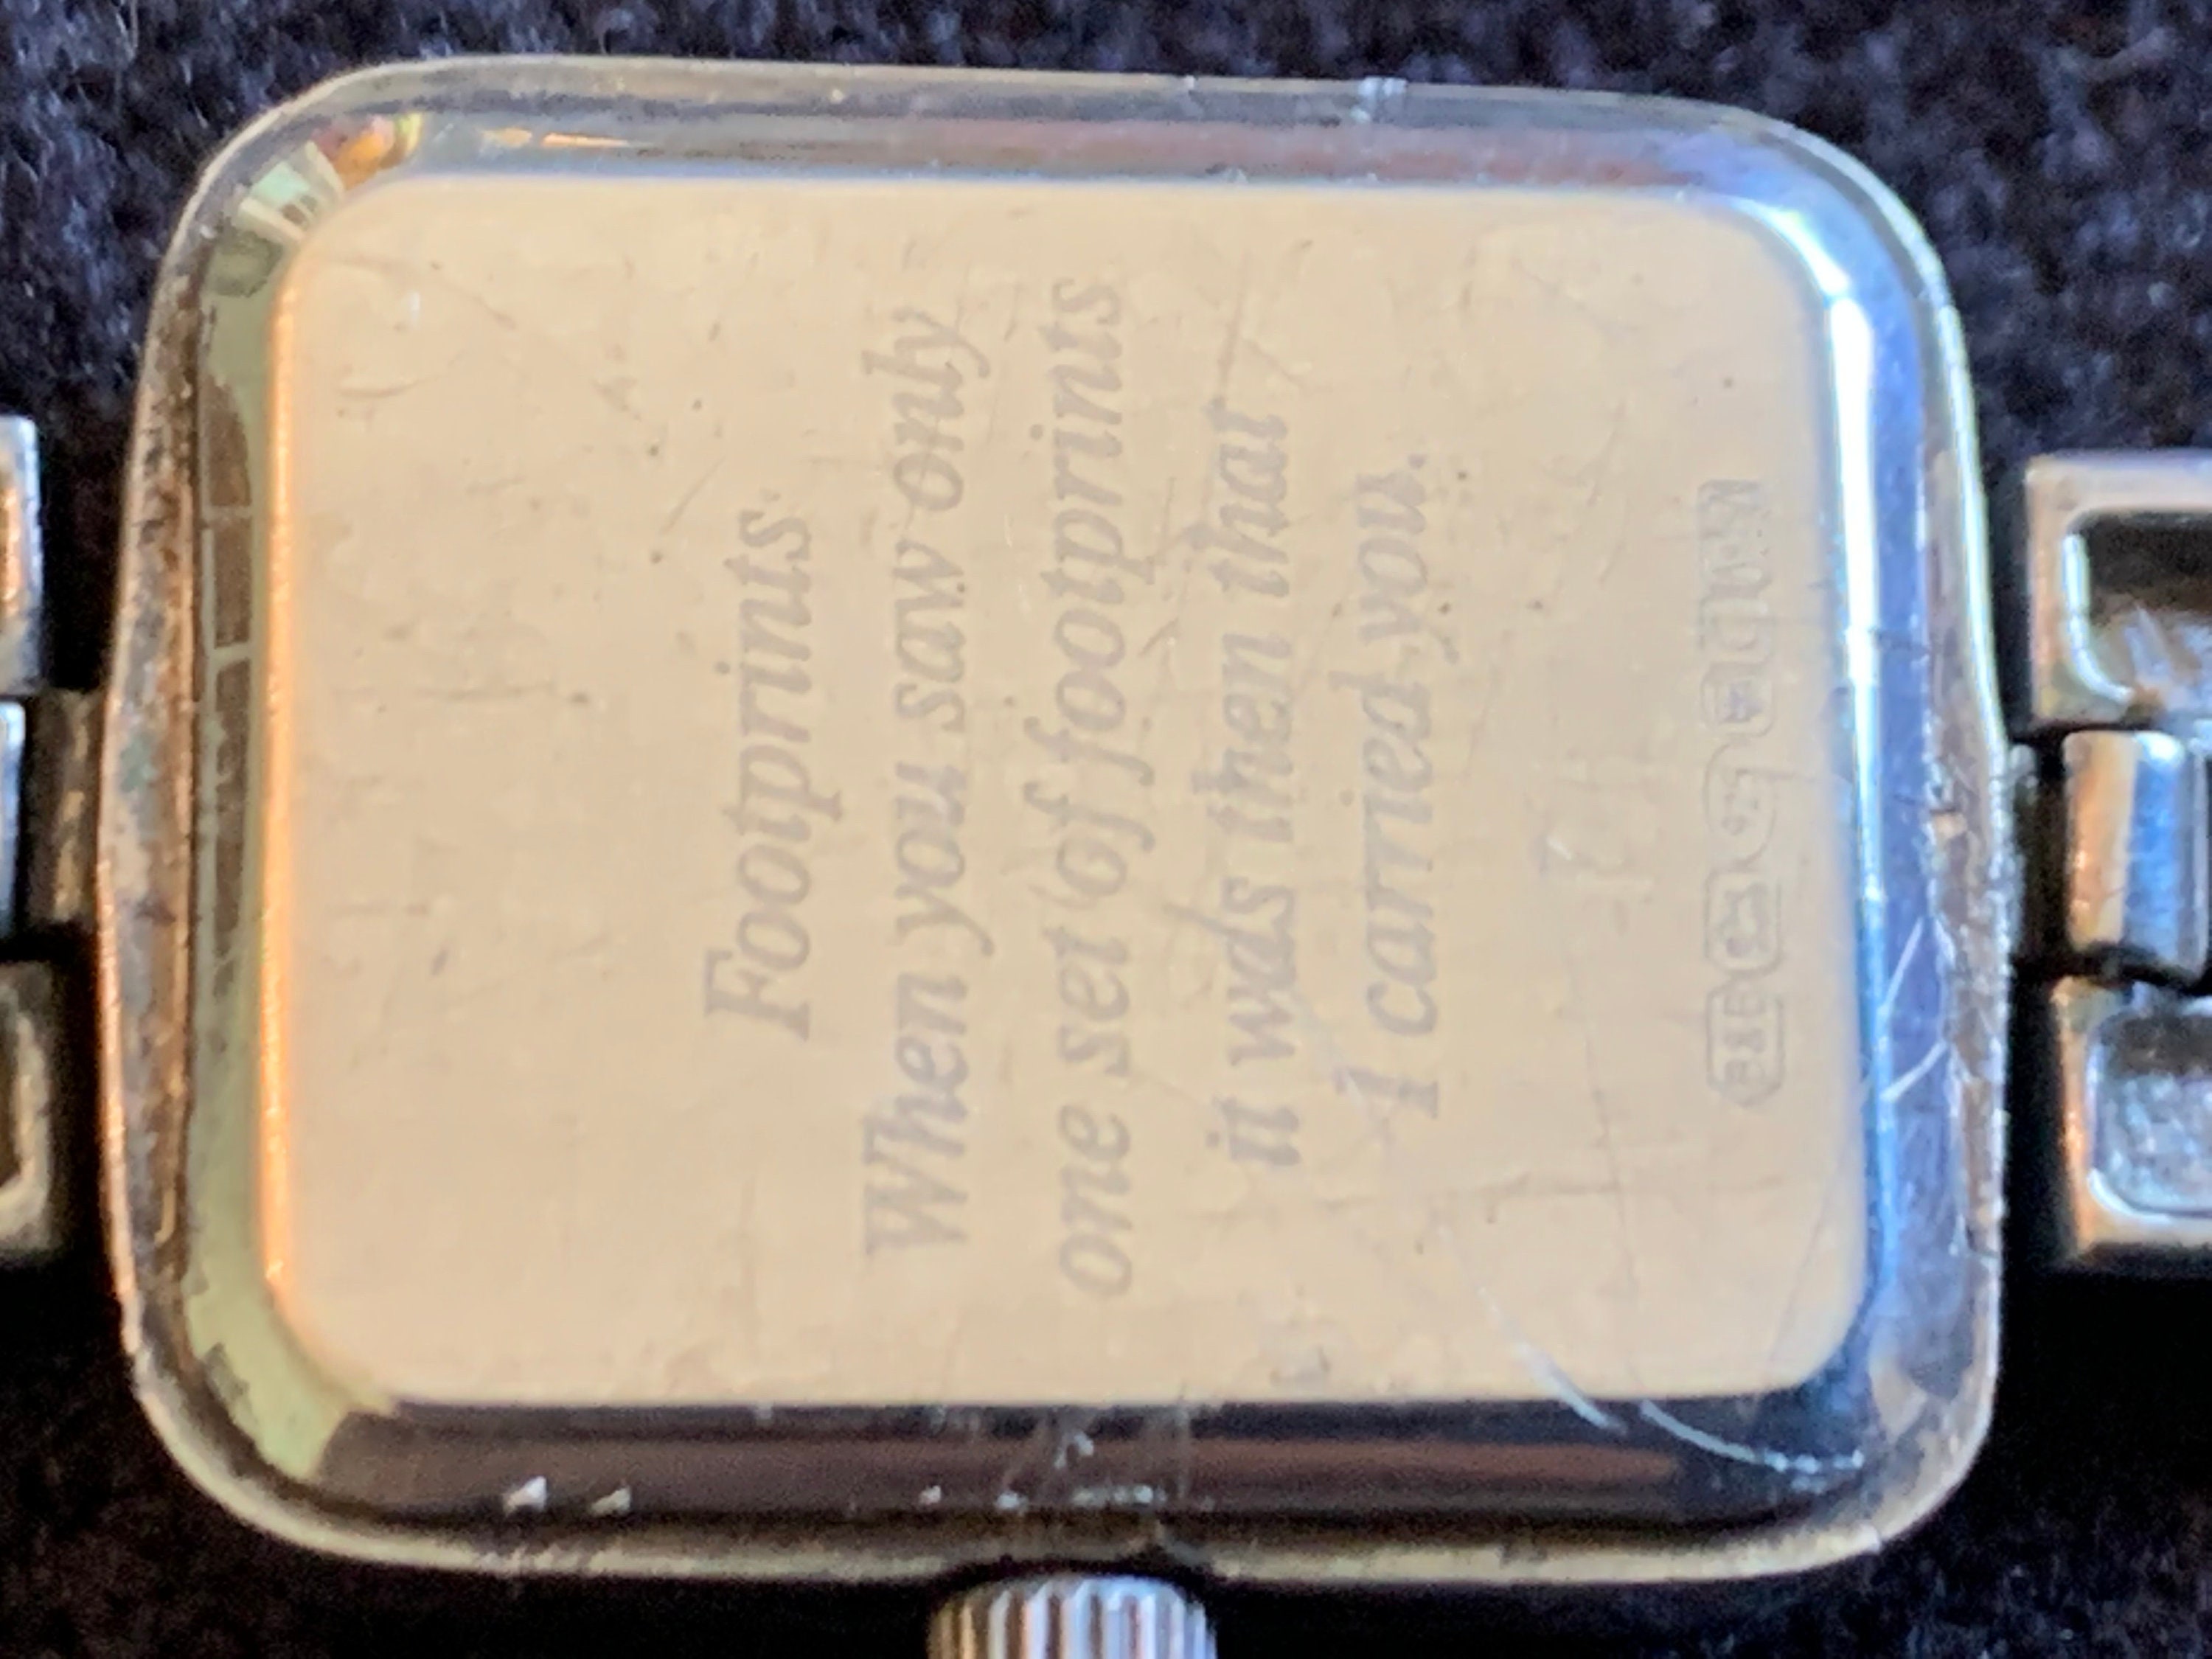 Footprints
When you saw only
one set of footprints
it was then that
I carried you.